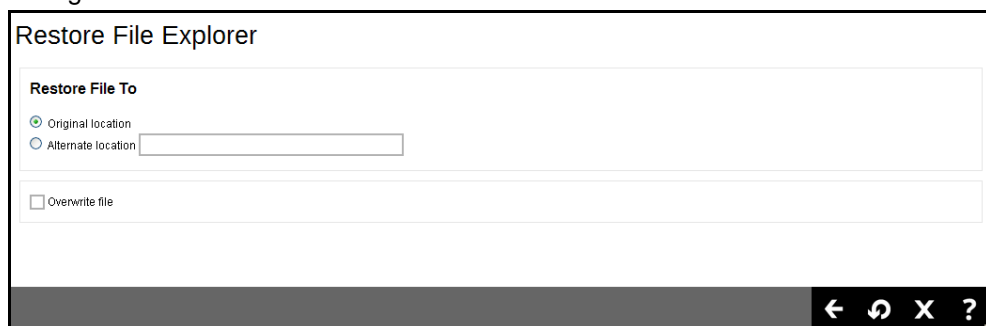 Restore File Explorer
Restore File To
Original location
Alternate location
Overwrite file
X ?